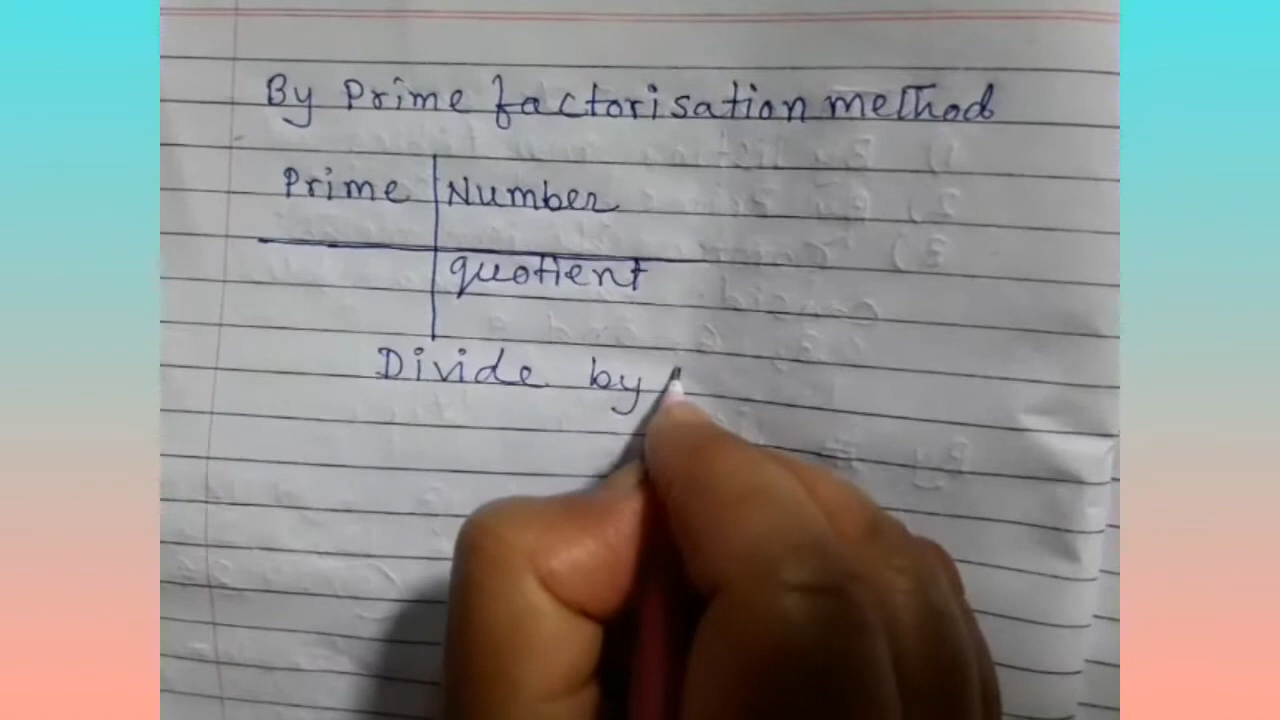 By Prime factorisation method
Prime Number
quotient
Divide by